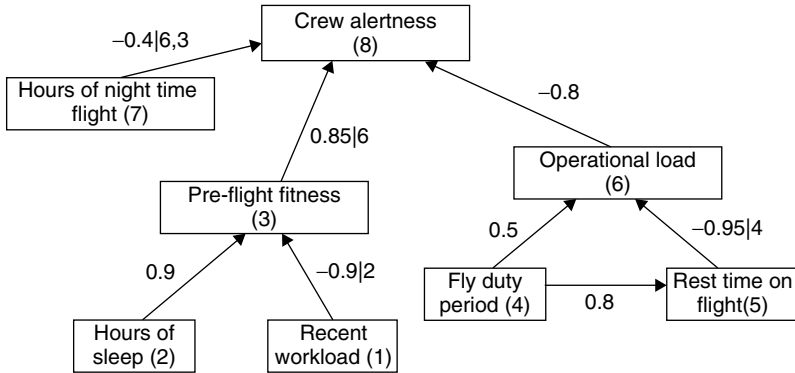 Crew alertness
(8)
−0.4|6,3
Hours of night time
flight (7)
−0.8
0.85|6
Operational load
(6)
Pre-flight fitness
(3)
0.5
−0.95|4
0.9
−0.9|2
Fly duty
period (4)
0.8
Rest time on
flight(5)
Hours of
sleep (2)
Recent
workload (1)